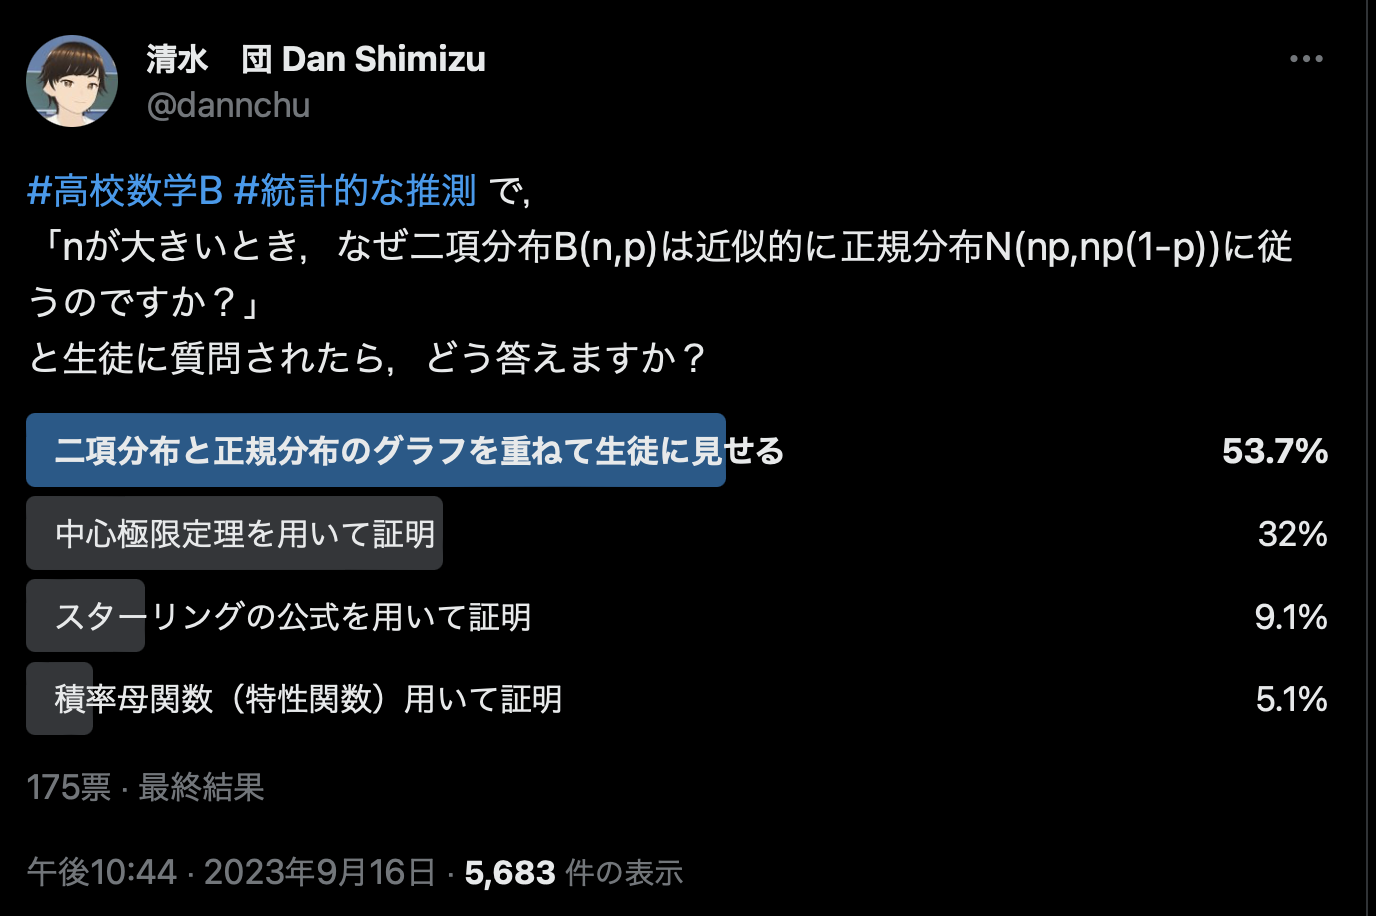 清水　団 Dan Shimizu
@dannchu
#高校数学B #統計的な推測 で，
「nが大きいとき，なぜ二項分布B(n,p)は近似的に正規分布N(np,np(1-p))に従
うのですか？」
と生徒に質問されたら，どう答えますか？
二項分布と正規分布のグラフを重ねて生徒に見せる 53.7%
中心極限定理を用いて証明 32%
スターリングの公式を用いて証明 9.1%
積率母関数（特性関数）用いて証明 5.1%
175票 · 最終結果
午後10:44 · 2023年9月16日 · 5,683 件の表示